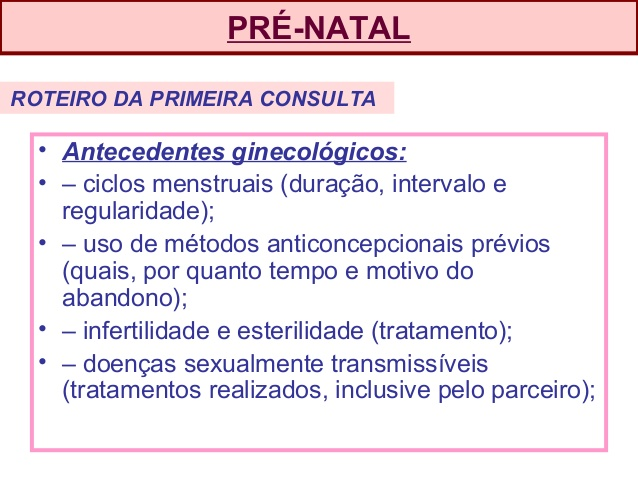 PRÉ-NATAL
ROTEIRO DA PRIMEIRA CONSULTA
• Antecedentes ginecológicos:
• – ciclos menstruais (duração, intervalo e
regularidade);
• – uso de métodos anticoncepcionais prévios
(quais, por quanto tempo e motivo do
abandono);
• – infertilidade e esterilidade (tratamento);
• – doenças sexualmente transmissíveis
(tratamentos realizados, inclusive pelo parceiro);